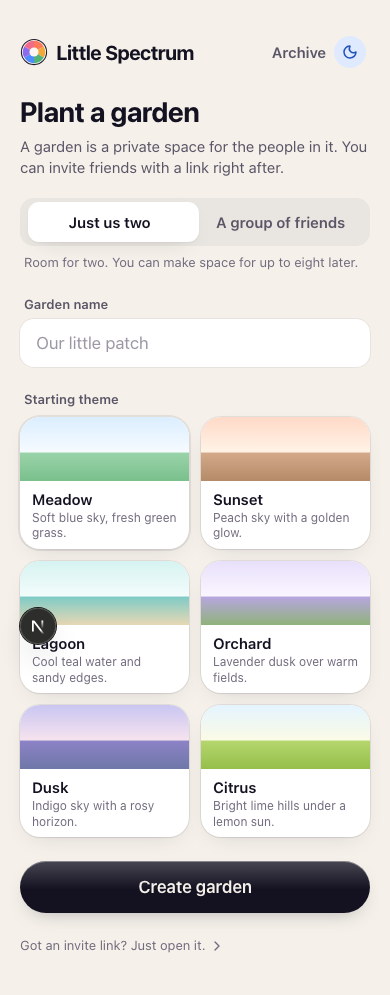 Little Spectrum
Archive
Plant a garden
A garden is a private space for the people in it. You
can invite friends with a link right after.
Just us two
A group of friends
Room for two. You can make space for up to eight later.
Garden name
Our little patch
Starting theme
Meadow
Soft blue sky, fresh green
grass.
Sunset
Peach sky with a golden
glow.
N
Lagoon
Cool teal water and
sandy edges.
Orchard
Lavender dusk over warm
fields.
Dusk
Indigo sky with a rosy
horizon.
Citrus
Bright lime hills under a
lemon sun.
Create garden
Got an invite link? Just open it.